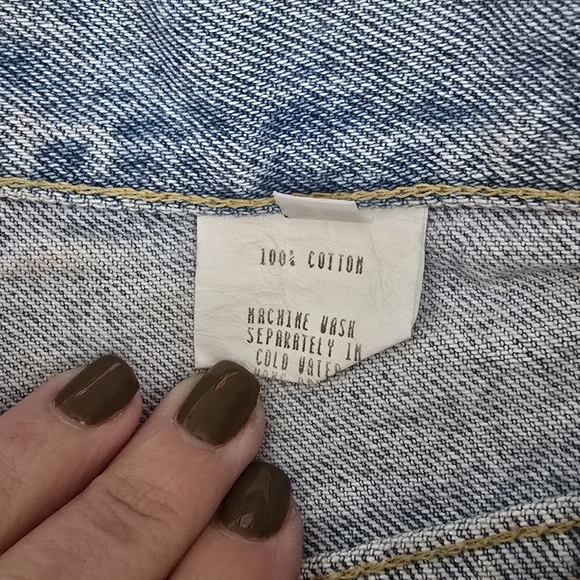 100% COTTON
MACHINE WASH
SEPARATELY IN
COLD WATER